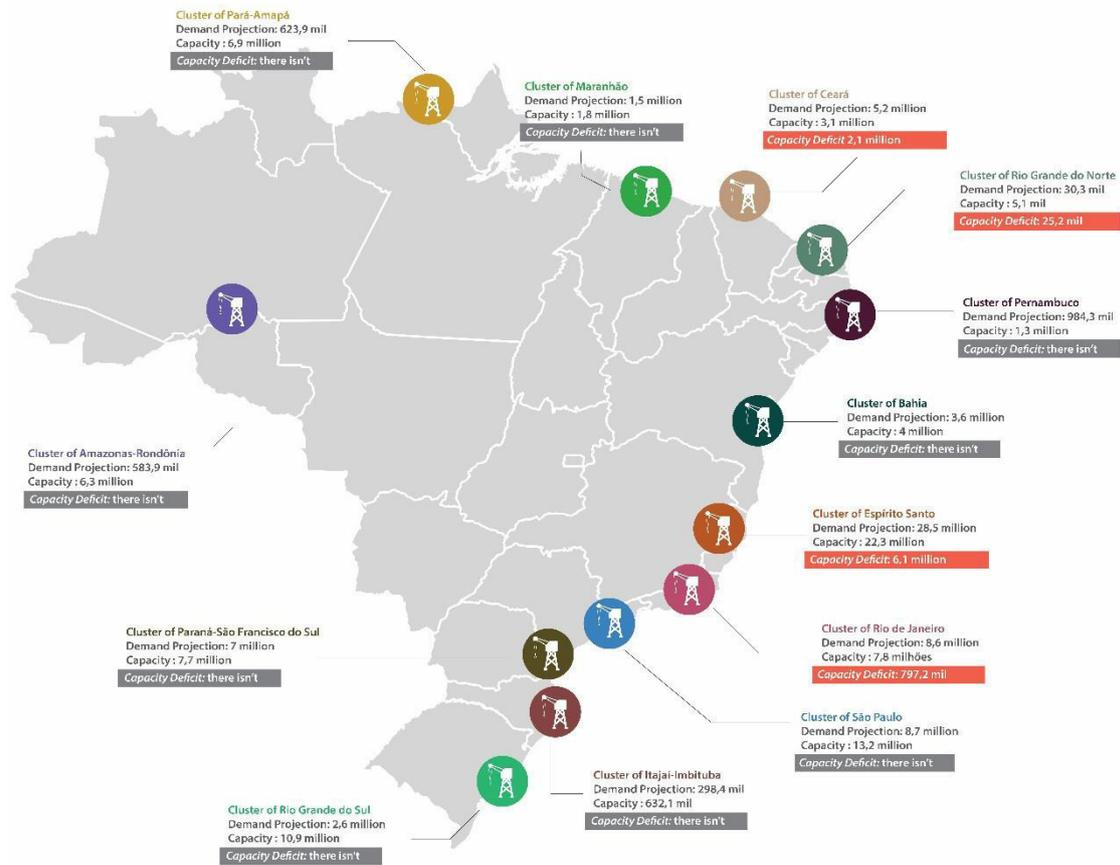 Cluster of Pará-Amapá
Demand Projection: 623,9 mil
Capacity : 6,9 million
Capacity Deficit: there isn't
Cluster of Maranhão
Demand Projection: 1,5 million
Capacity : 1,8 million
Capacity Deficit: there isn't
Cluster of Ceará
Demand Projection: 5,2 million
Capacity : 3,1 million
Capacity Deficit 2,1 million
Cluster of Rio Grande do Norte
Demand Projection: 30,3 mil
Capacity : 5,1 mil
Capacity Deficit: 25,2 mil
Cluster of Pernambuco
Demand Projection: 984,3 mil
Capacity : 1,3 million
Capacity Deficit: there isn't
Cluster of Bahia
Demand Projection: 3,6 million
Capacity : 4 million
Capacity Deficit: there isn't
Cluster of Amazonas-Rondônia
Demand Projection: 583,9 mil
Capacity : 6,3 million
Capacity Deficit: there isn't
Cluster of Espírito Santo
Demand Projection: 28,5 million
Capacity : 22,3 million
Capacity Deficit: 6,1 million
Cluster of Paraná-São Francisco do Sul
Demand Projection: 7 million
Capacity : 7,7 million
Capacity Deficit: there isn't
Cluster of Rio de Janeiro
Demand Projection: 8,6 million
Capacity : 7,8 milhões
Capacity Deficit: 797,2 mil
Cluster of São Paulo
Demand Projection: 8,7 million
Capacity : 13,2 million
Capacity Deficit: there isn't
Cluster of Itajaí-Imbituba
Demand Projection: 298,4 mil
Capacity : 632,1 mil
Capacity Deficit: there isn't
Cluster of Rio Grande do Sul
Demand Projection: 2,6 million
Capacity : 10,9 million
Capacity Deficit: there isn't